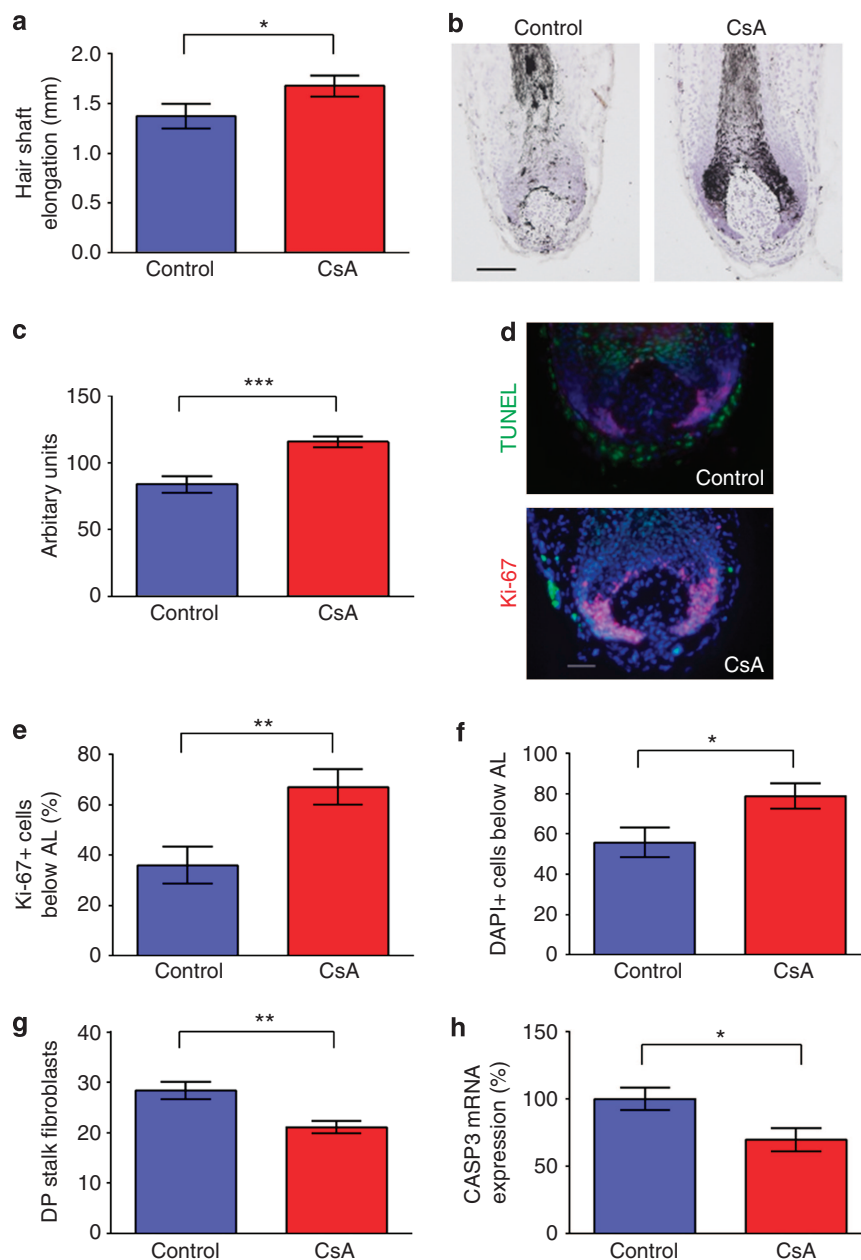 a
*
2.0
1.5
1.0
0.5
0.0
Hair shaft
elongation (mm)
Control
CsA
b
Control
CsA
c
***
150
100
50
0
Arbitary units
Control
CsA
d
TUNEL
Control
Ki-67
CsA
e
**
80
60
40
20
0
Ki-67+ cells
below AL (%)
Control
CsA
f
*
100
80
60
40
20
0
DAPI+ cells below AL
Control
CsA
g
**
40
30
20
10
0
DP stalk fibroblasts
Control
CsA
h
*
150
100
50
0
CASP3 mRNA
expression (%)
Control
CsA